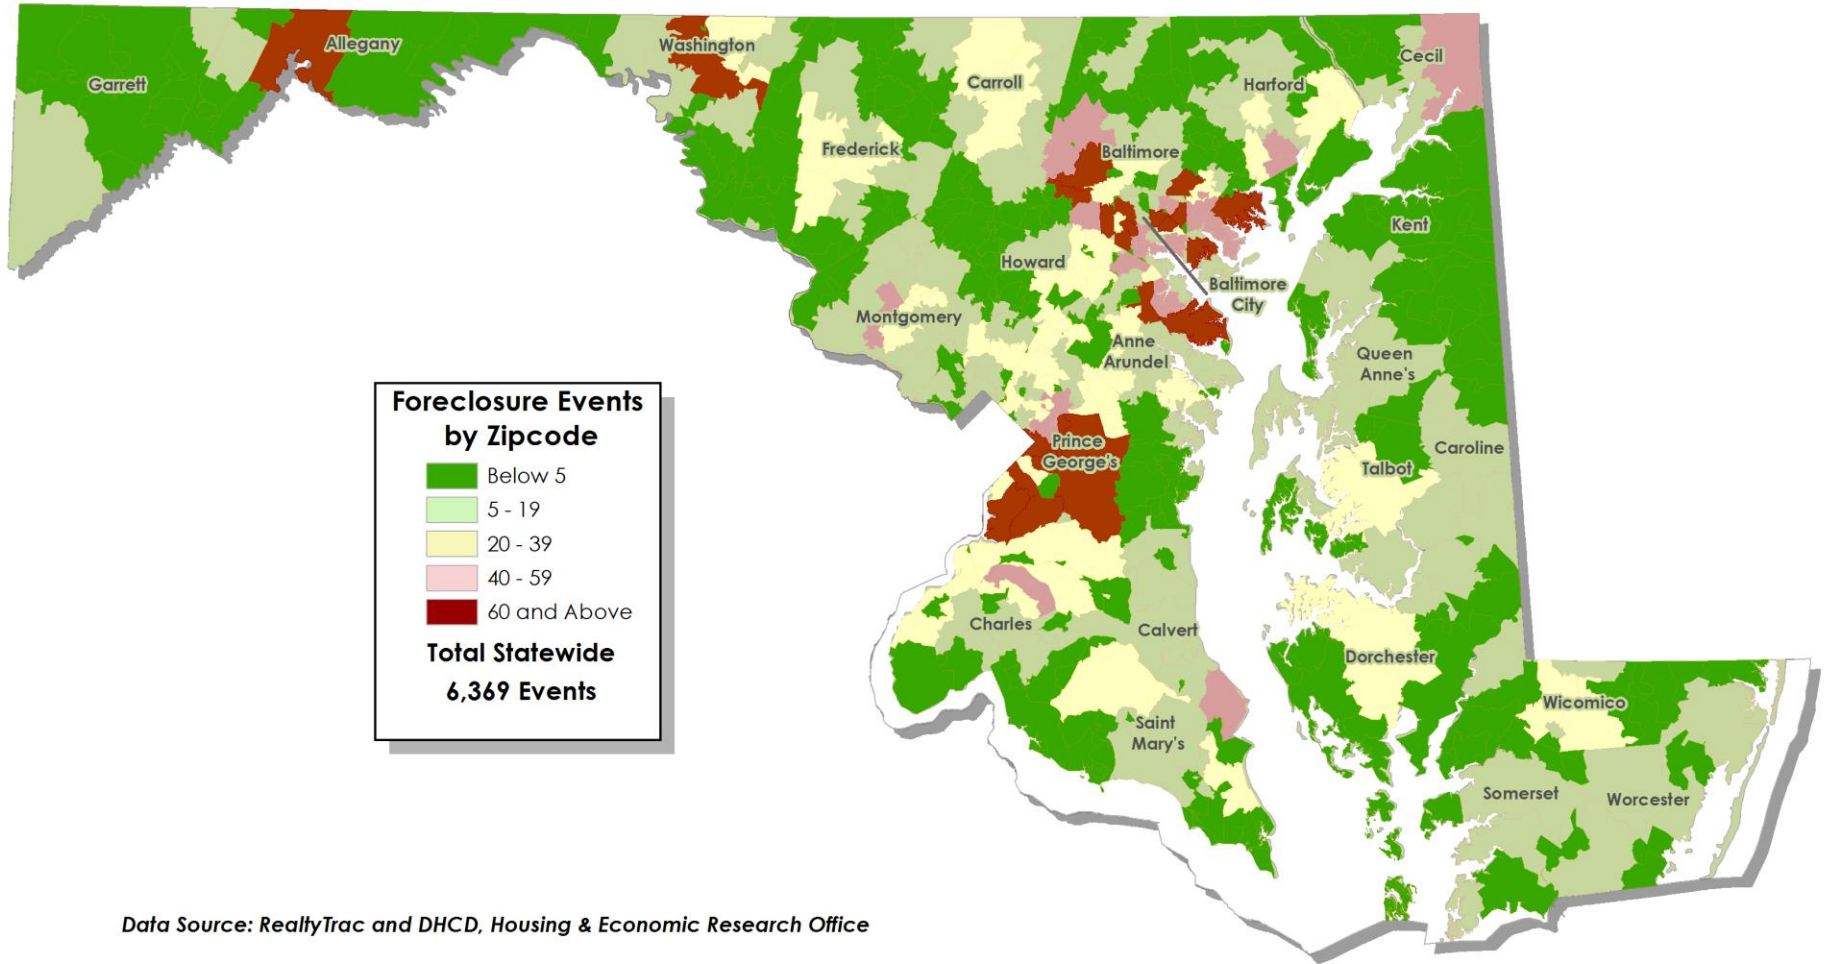 Garrett
Allegany
Washington
Frederick
Carroll
Baltimore
Harford
Cecil
Kent
Howard
Montgomery
Baltimore
City
Anne
Arundel
Queen
Anne's
Caroline
Talbot
Prince
George's
Charles
Calvert
Dorchester
Saint
Mary's
Wicomico
Somerset
Worcester
Foreclosure Events
by Zipcode
Below 5
5 - 19
20 - 39
40 - 59
60 and Above
Total Statewide
6,369 Events
Data Source: RealtyTrac and DHCD, Housing & Economic Research Office